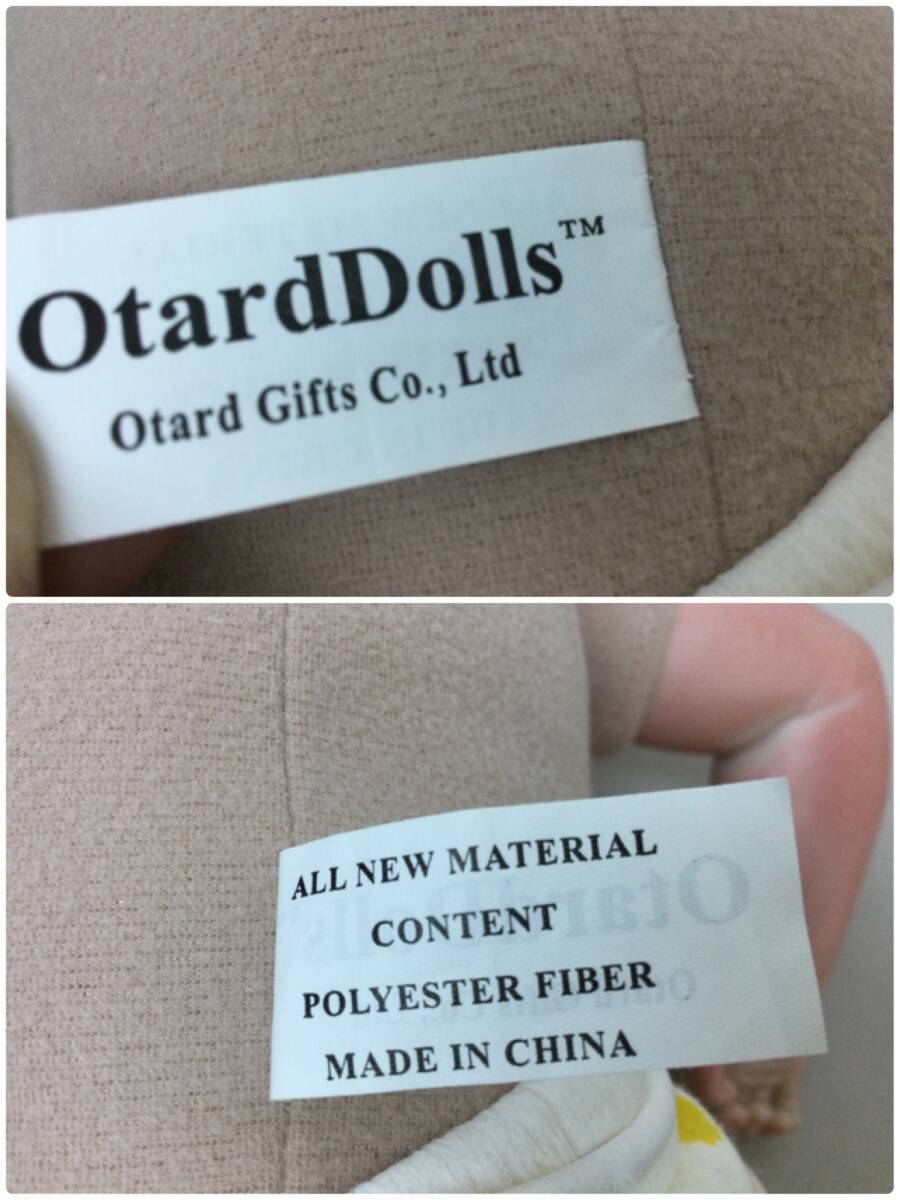 OtardDolls™
Otard Gifts Co., Ltd
ALL NEW MATERIAL
CONTENT
POLYESTER FIBER
MADE IN CHINA